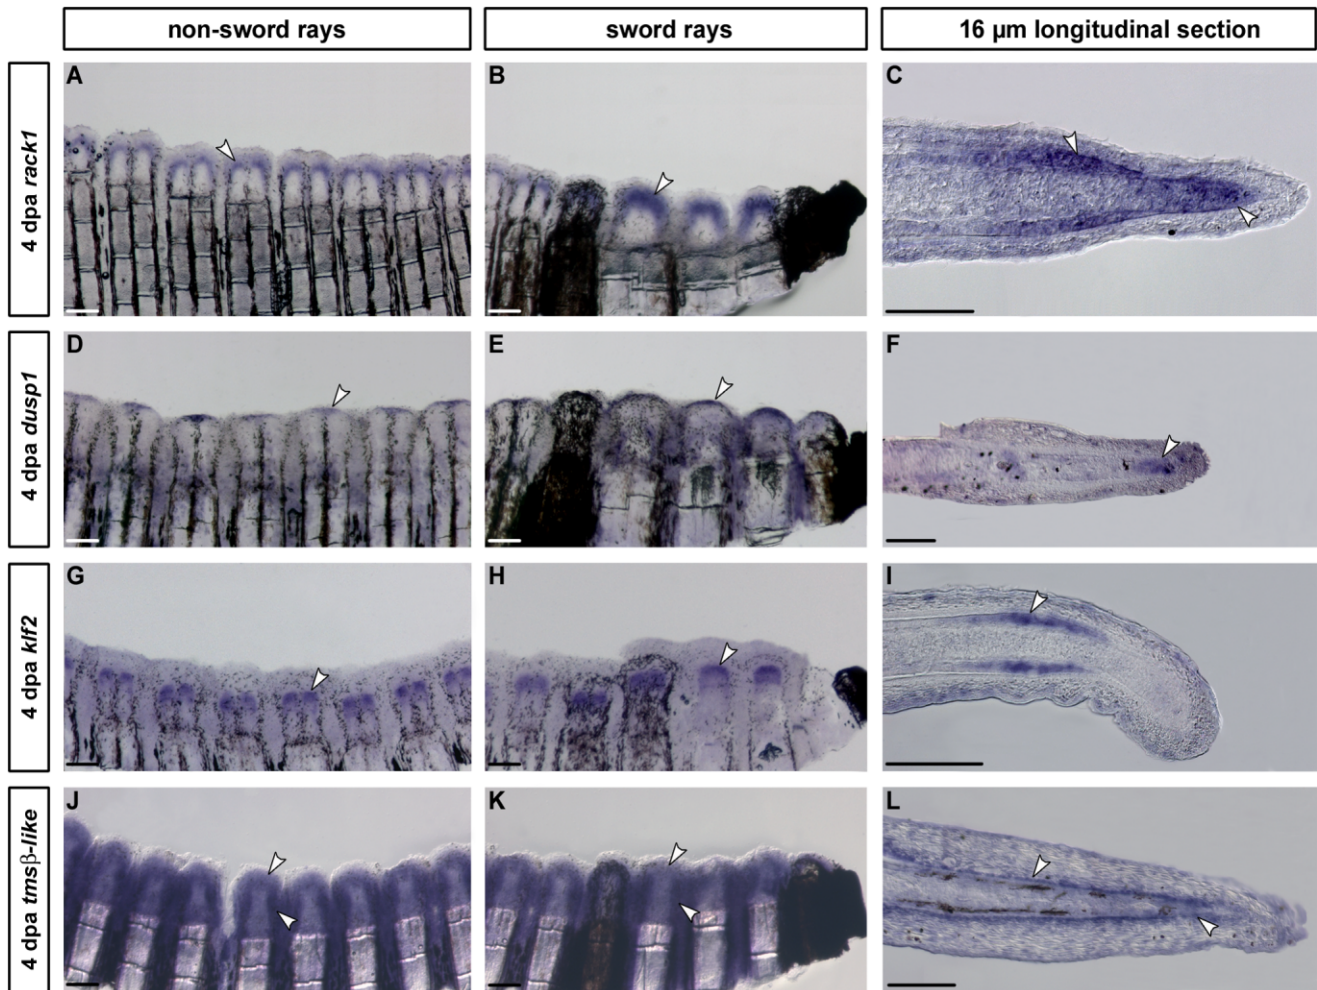 non-sword rays
sword rays
16 µm longitudinal section
4 dpa rack1
A
B
C
4 dpa dusp1
D
E
F
4 dpa klf2
G
H
I
4 dpa tmsβ-like
J
K
L